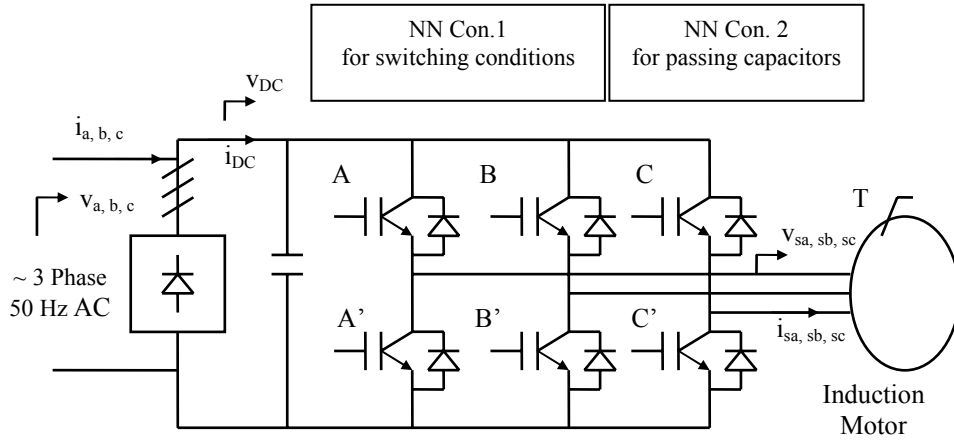 NN Con.1
for switching conditions
NN Con. 2
for passing capacitors
vDC
ia, b, c
iDC
va, b, c
~ 3 Phase
50 Hz AC
A
B
C
T
vsa, sb, sc
A’
B’
C’
isa, sb, sc
Induction
Motor